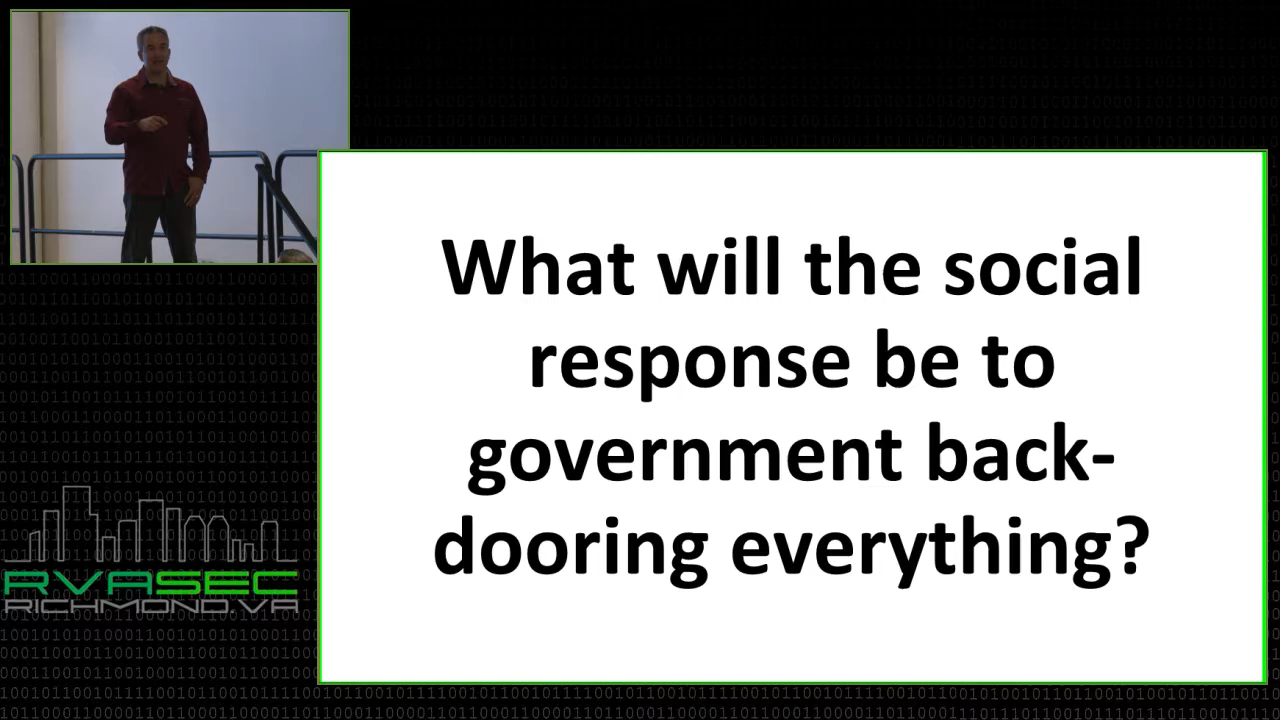 What will the social
response be to
government back-
dooring everything?
RVASEC
RICHMOND.VA